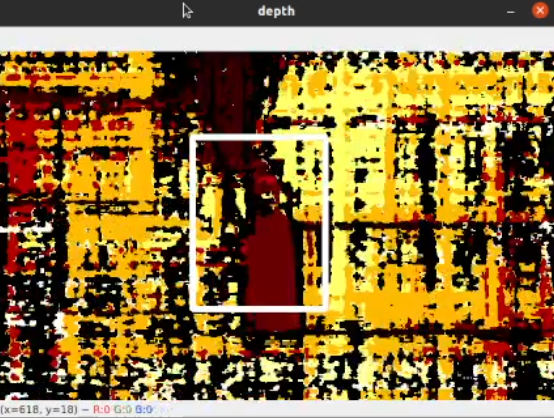 depth
(x=618, y=18) ~ R:0 G:0 B:0